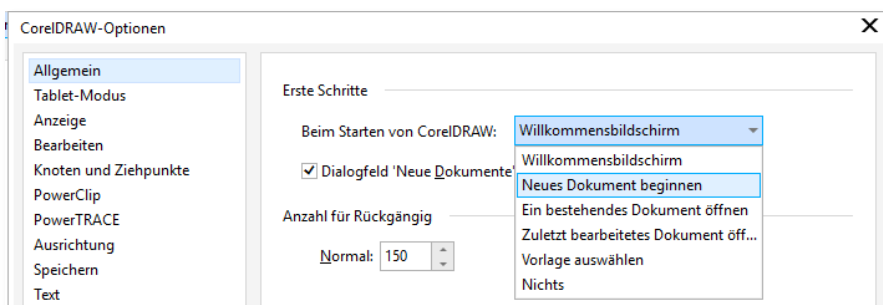 CorelDRAW-Optionen
Allgemein
Tablet-Modus
Anzeige
Bearbeiten
Knoten und Ziehpunkte
PowerClip
PowerTRACE
Ausrichtung
Speichern
Text
Erste Schritte
Beim Starten von CorelDRAW:
Willkommensbildschirm
Willkommensbildschirm
Neues Dokument beginnen
Ein bestehendes Dokument öffnen
Zuletzt bearbeitetes Dokument öff...
Vorlage auswählen
Nichts
Dialogfeld 'Neue Dokumente'
Anzahl für Rückgängig
Normal: 150